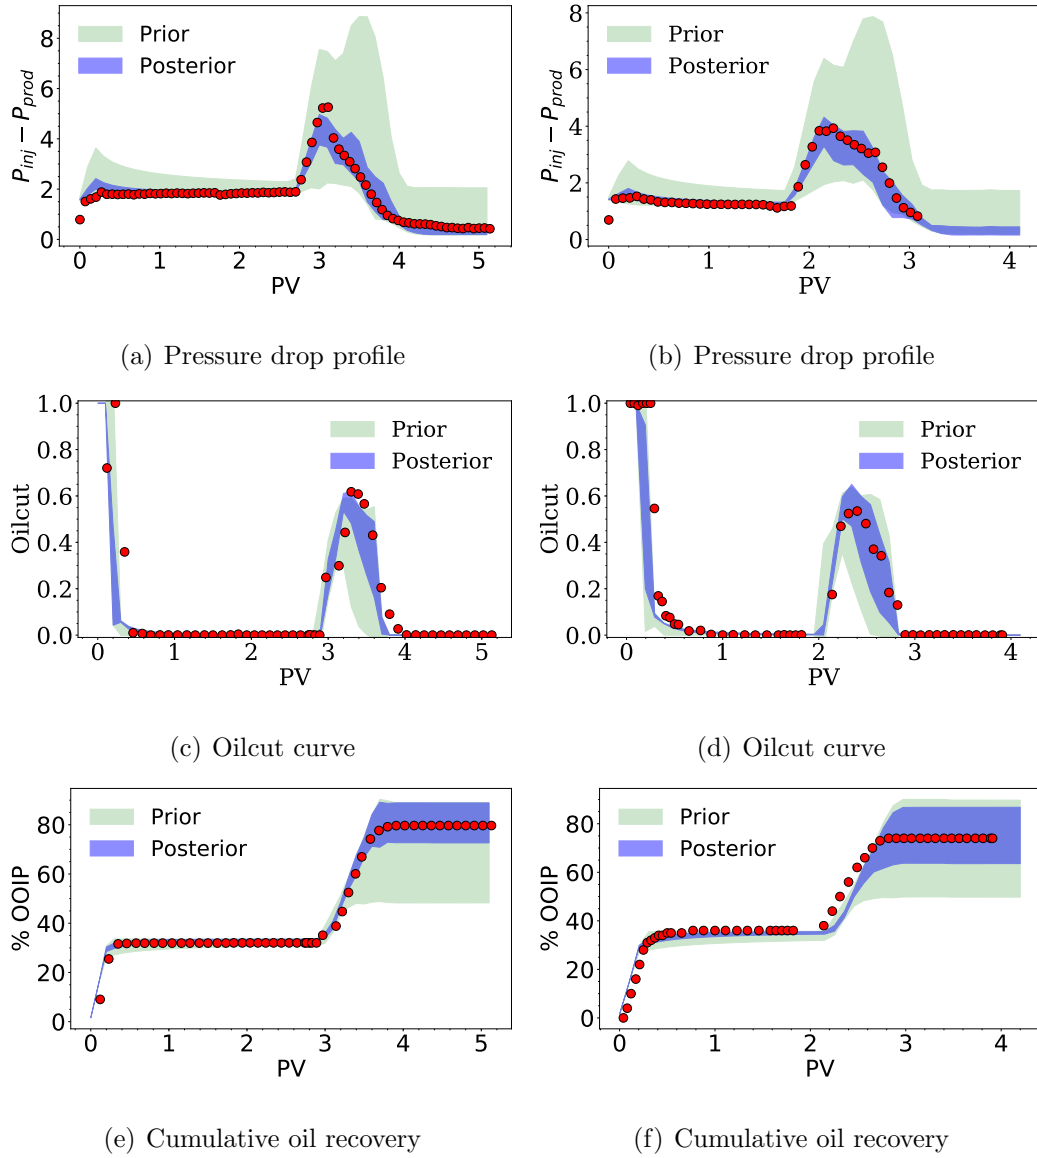 Prior
Posterior
8
6
4
2
0
P_inj − P_prod
0 1 2 3 4 5
PV
(a) Pressure drop profile
Prior
Posterior
8
6
4
2
0
P_inj − P_prod
0 1 2 3 4
PV
(b) Pressure drop profile
Prior
Posterior
1.0
0.8
0.6
0.4
0.2
0.0
Oilcut
0 1 2 3 4 5
PV
(c) Oilcut curve
Prior
Posterior
1.0
0.8
0.6
0.4
0.2
0.0
Oilcut
0 1 2 3 4
PV
(d) Oilcut curve
Prior
Posterior
80
60
40
20
0
% OOIP
0 1 2 3 4 5
PV
(e) Cumulative oil recovery
Prior
Posterior
80
60
40
20
0
% OOIP
0 1 2 3 4
PV
(f) Cumulative oil recovery